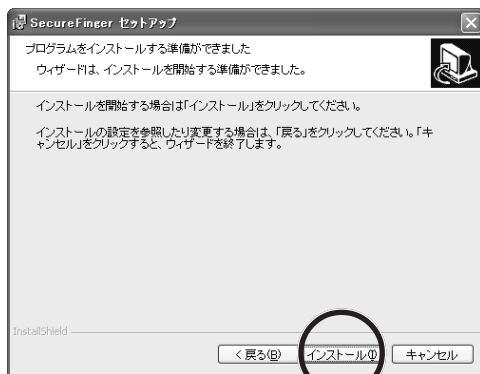 SecureFinger セットアップ
プログラムをインストールする準備ができました
ウィザードは、インストールを開始する準備ができました。
インストールを開始する場合は「インストール」をクリックしてください。
インストールの設定を参照したり変更する場合は、「戻る」をクリックしてください。「キ
ャンセル」をクリックすると、ウィザードを終了します。
InstallShield
< 戻る(B) インストール(I) キャンセル